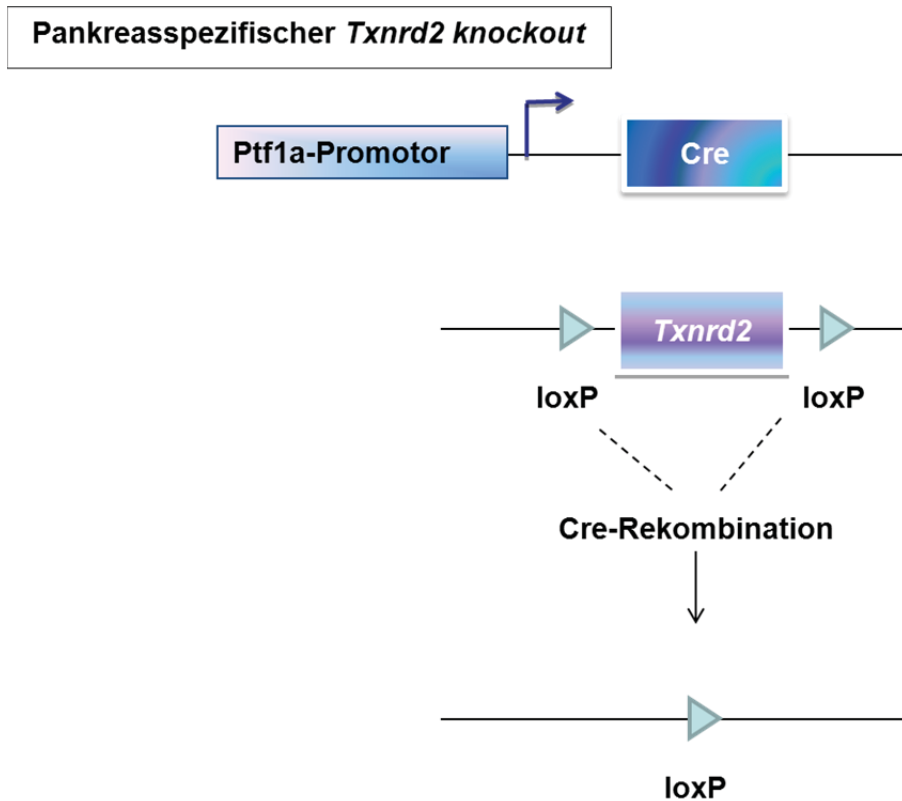 Pankreasspezifischer Txnrd2 knockout
Ptf1a-Promotor
Cre
Txnrd2
loxP
loxP
Cre-Rekombination
loxP